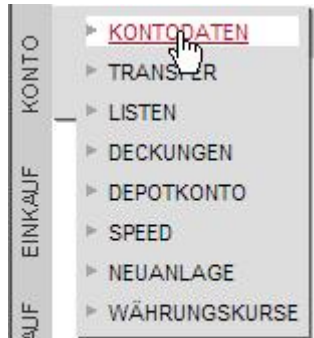 KONTO
EINKAUF
KONTODATEN
TRANSFER
LISTEN
DECKUNGEN
DEPOTKONTO
SPEED
NEUANLAGE
WÄHRUNGSKURSE